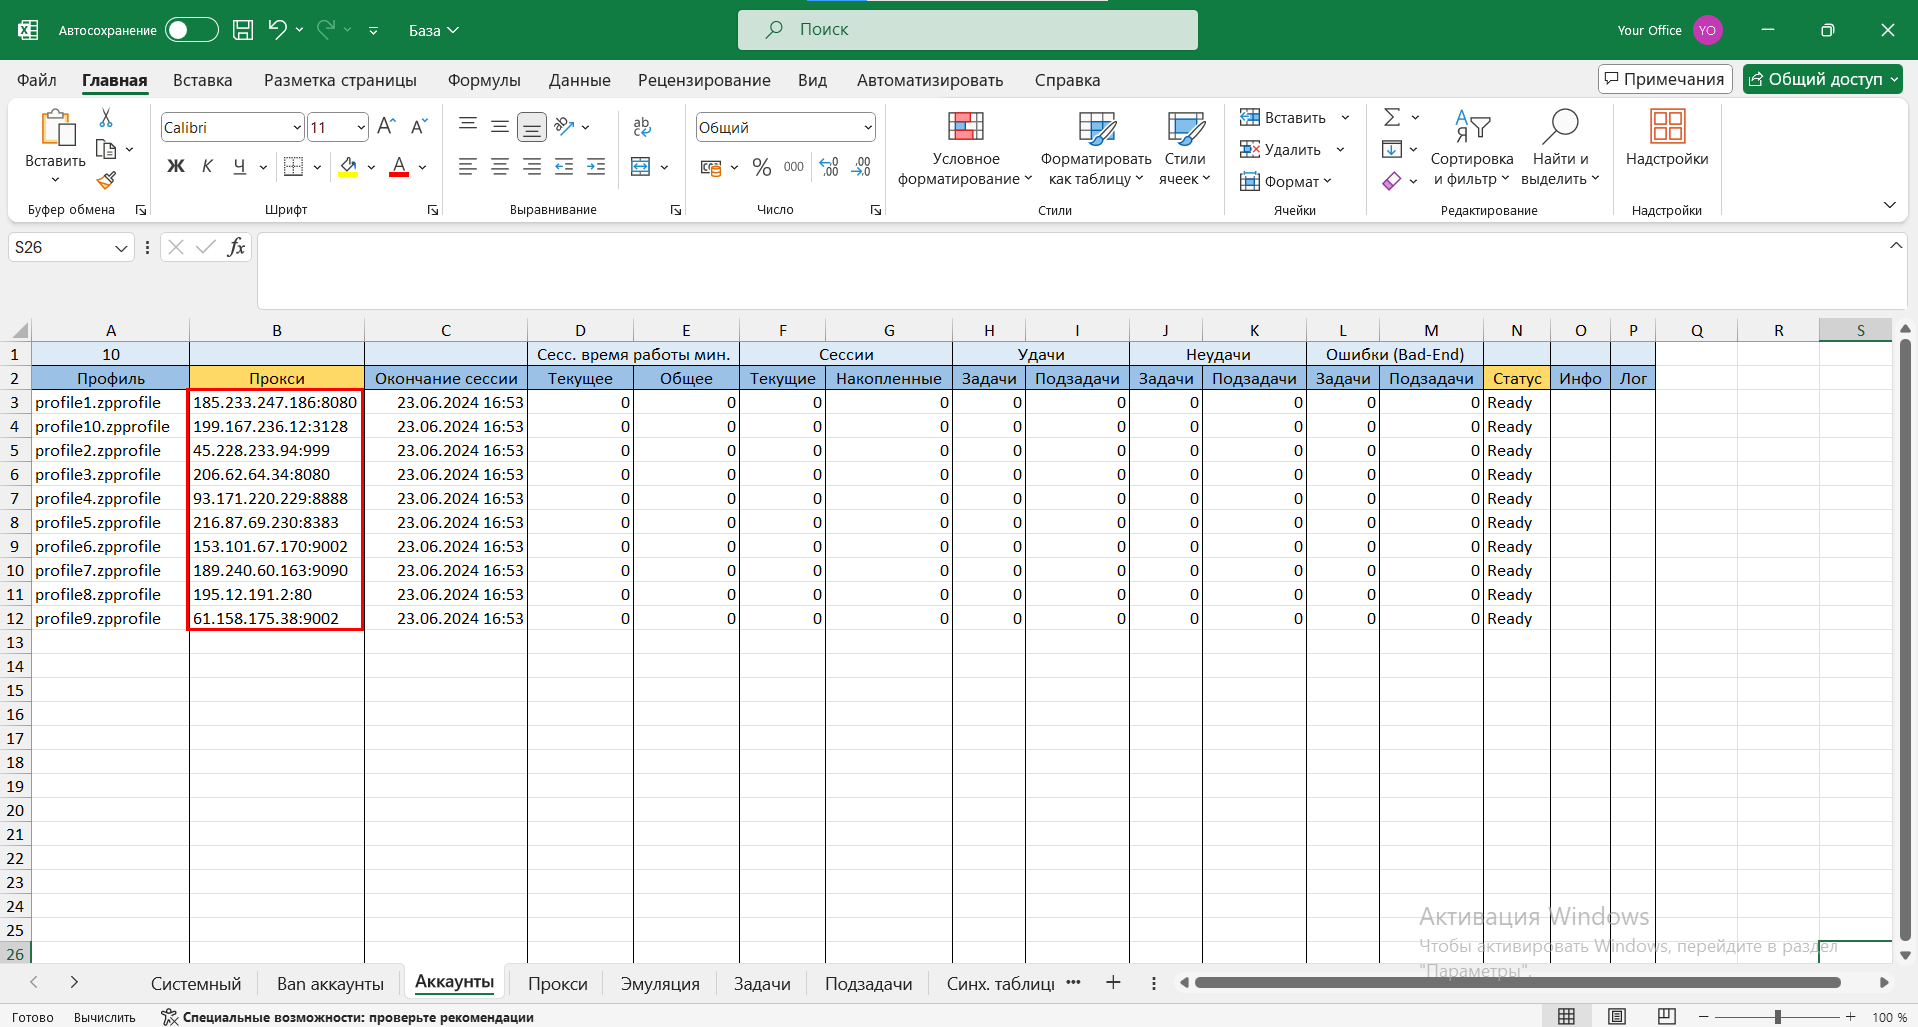 Автосохранение База Поиск Your Office YO
Файл Главная Вставка Разметка страницы Формулы Данные Рецензирование Вид Автоматизировать Справка Примечания Общий доступ
Вставить
Буфер обмена
Calibri 11
Ж К Ч А
Шрифт
ab
Выравнивание
Общий
% 000 ,00
Число
Условное форматирование
Форматировать как таблицу
Стили ячеек
Стили
Вставить
Удалить
Формат
Ячейки
Сортировка и фильтр
Найти и выделить
Редактирование
Надстройки
Надстройки
S26 fx
A B C D E F G H I J K L M N O P Q R S
1 10 Сесс. время работы мин. Сессии Удачи Неудачи Ошибки (Bad-End)
2 Профиль Прокси Окончание сессии Текущее Общее Текущие Накопленные Задачи Подзадачи Задачи Подзадачи Задачи Подзадачи Статус Инфо Лог
3 profile1.zpprofile 185.233.247.186:8080 23.06.2024 16:53 0 0 0 0 0 0 0 0 0 0 Ready
4 profile10.zpprofile 199.167.236.12:3128 23.06.2024 16:53 0 0 0 0 0 0 0 0 0 0 Ready
5 profile2.zpprofile 45.228.233.94:999 23.06.2024 16:53 0 0 0 0 0 0 0 0 0 0 Ready
6 profile3.zpprofile 206.62.64.34:8080 23.06.2024 16:53 0 0 0 0 0 0 0 0 0 0 Ready
7 profile4.zpprofile 93.171.220.229:8888 23.06.2024 16:53 0 0 0 0 0 0 0 0 0 0 Ready
8 profile5.zpprofile 216.87.69.230:8383 23.06.2024 16:53 0 0 0 0 0 0 0 0 0 0 Ready
9 profile6.zpprofile 153.101.67.170:9002 23.06.2024 16:53 0 0 0 0 0 0 0 0 0 0 Ready
10 profile7.zpprofile 189.240.60.163:9090 23.06.2024 16:53 0 0 0 0 0 0 0 0 0 0 Ready
11 profile8.zpprofile 195.12.191.2:80 23.06.2024 16:53 0 0 0 0 0 0 0 0 0 0 Ready
12 profile9.zpprofile 61.158.175.38:9002 23.06.2024 16:53 0 0 0 0 0 0 0 0 0 0 Ready
13
14
15
16
17
18
19
20
21
22
23
24
25
26
Активация Windows
Чтобы активировать Windows, перейдите в раздел
"Параметры".
Системный Ban аккаунты Аккаунты Прокси Эмуляция Задачи Подзадачи Синх. таблиц ...
Готово Вычислить Специальные возможности: проверьте рекомендации 100 %